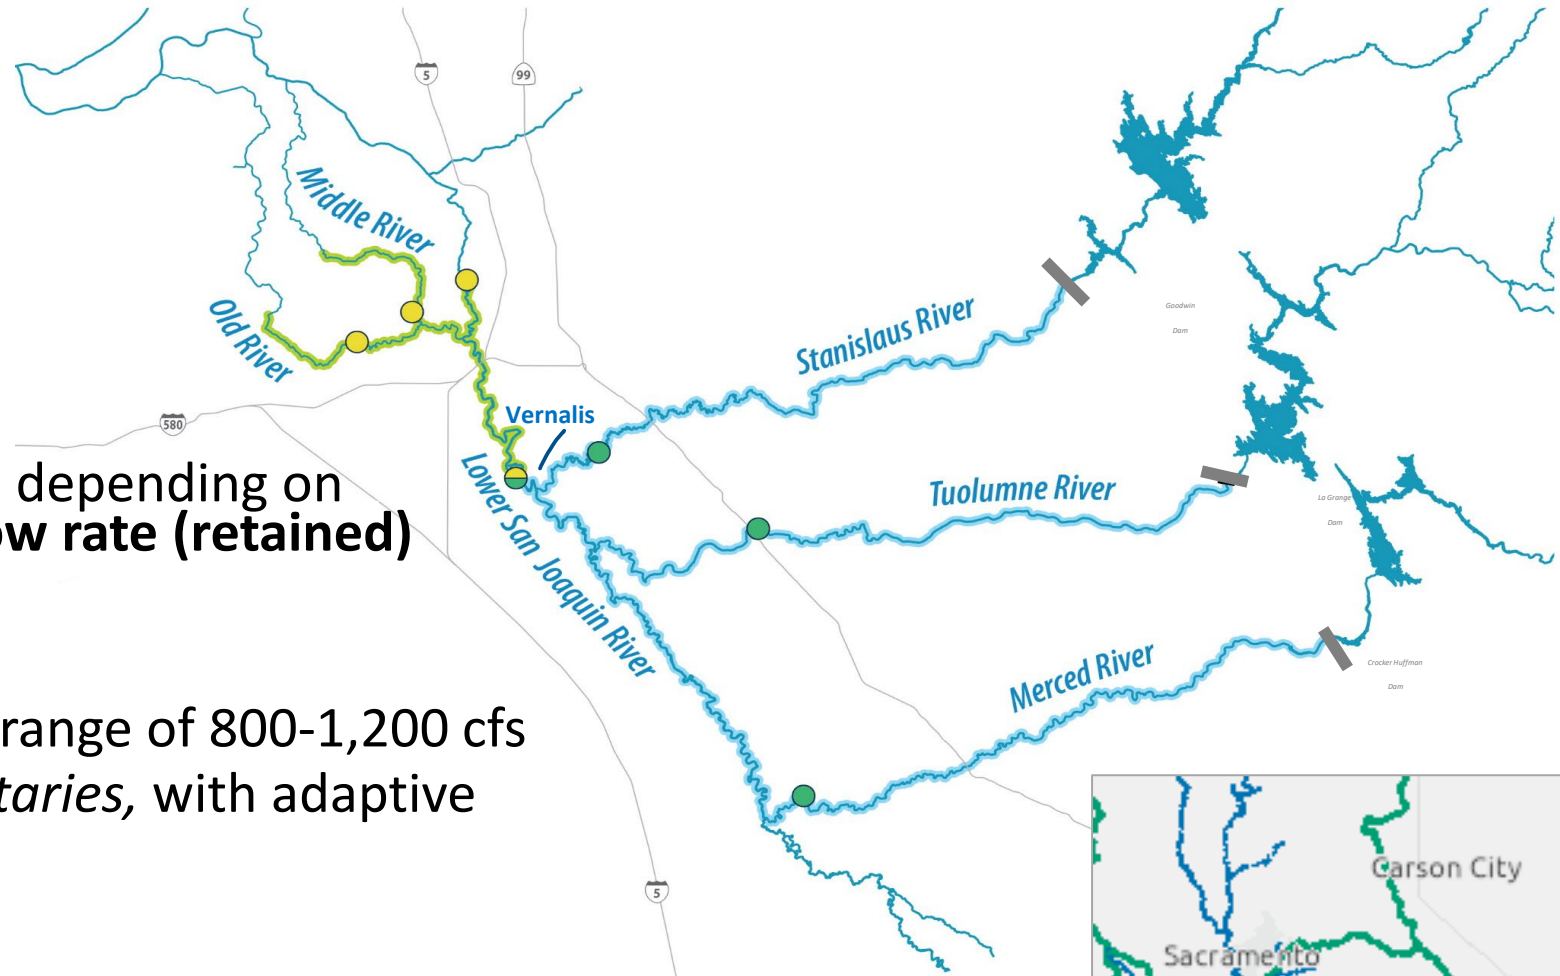 5
99
Middle River
Old River
Stanislaus River
Goodwin
Dam
580
Vernalis
Lower San Joaquin River
Tuolumne River
La Grange
Dam
depending on
ow rate (retained)
Merced River
Crocker Huffman
Dam
range of 800-1,200 cfs
taries, with adaptive
5
Carson City
Sacramento